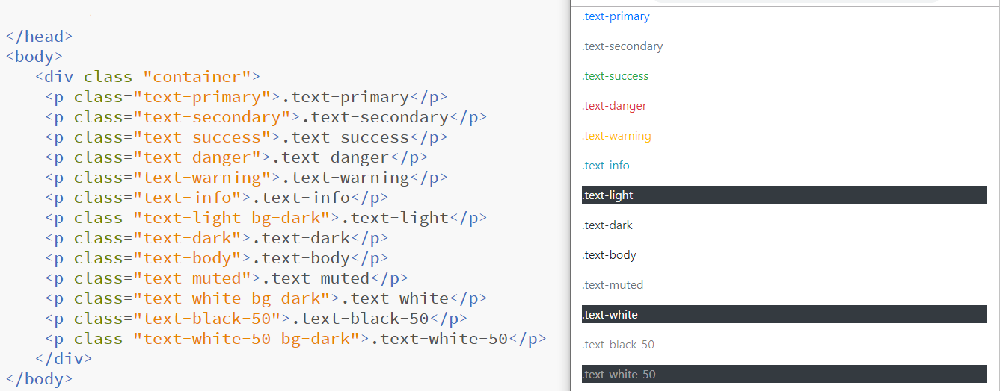 </head>
<body>
   <div class="container">
    <p class="text-primary">.text-primary</p>
    <p class="text-secondary">.text-secondary</p>
    <p class="text-success">.text-success</p>
    <p class="text-danger">.text-danger</p>
    <p class="text-warning">.text-warning</p>
    <p class="text-info">.text-info</p>
    <p class="text-light bg-dark">.text-light</p>
    <p class="text-dark">.text-dark</p>
    <p class="text-body">.text-body</p>
    <p class="text-muted">.text-muted</p>
    <p class="text-white bg-dark">.text-white</p>
    <p class="text-black-50">.text-black-50</p>
    <p class="text-white-50 bg-dark">.text-white-50</p>
   </div>
</body>
.text-primary
.text-secondary
.text-success
.text-danger
.text-warning
.text-info
.text-light
.text-dark
.text-body
.text-muted
.text-white
.text-black-50
.text-white-50